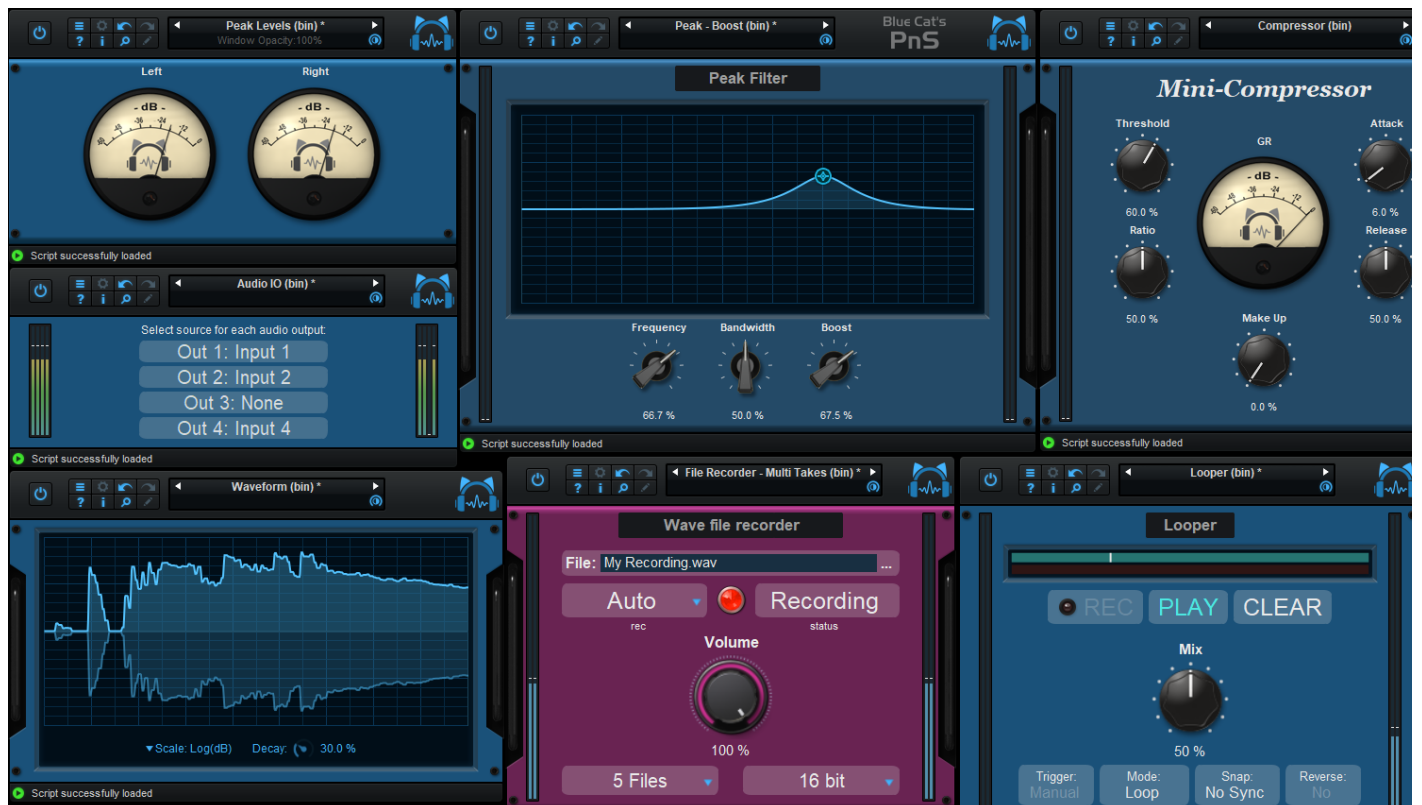 Peak Levels (bin) *
Window Opacity:100%
Left
Right
- dB -
- dB -
Script successfully loaded
Peak - Boost (bin) *
Blue Cat's
PnS
Peak Filter
Frequency
Bandwidth
Boost
66.7 %
50.0 %
67.5 %
Script successfully loaded
Compressor (bin)
Mini-Compressor
Threshold
Attack
GR
- dB -
60.0 %
6.0 %
Ratio
Release
50.0 %
50.0 %
Make Up
0.0 %
Script successfully loaded
Audio IO (bin) *
Select source for each audio output:
Out 1: Input 1
Out 2: Input 2
Out 3: None
Out 4: Input 4
Script successfully loaded
Waveform (bin) *
Scale: Log(dB)
Decay:
30.0 %
Script successfully loaded
File Recorder - Multi Takes (bin) *
Wave file recorder
File: My Recording.wav ...
Auto
Recording
rec
status
Volume
100 %
5 Files
16 bit
Looper (bin) *
Looper
REC
PLAY
CLEAR
Mix
50 %
Trigger:
Manual
Mode:
Loop
Snap:
No Sync
Reverse:
No